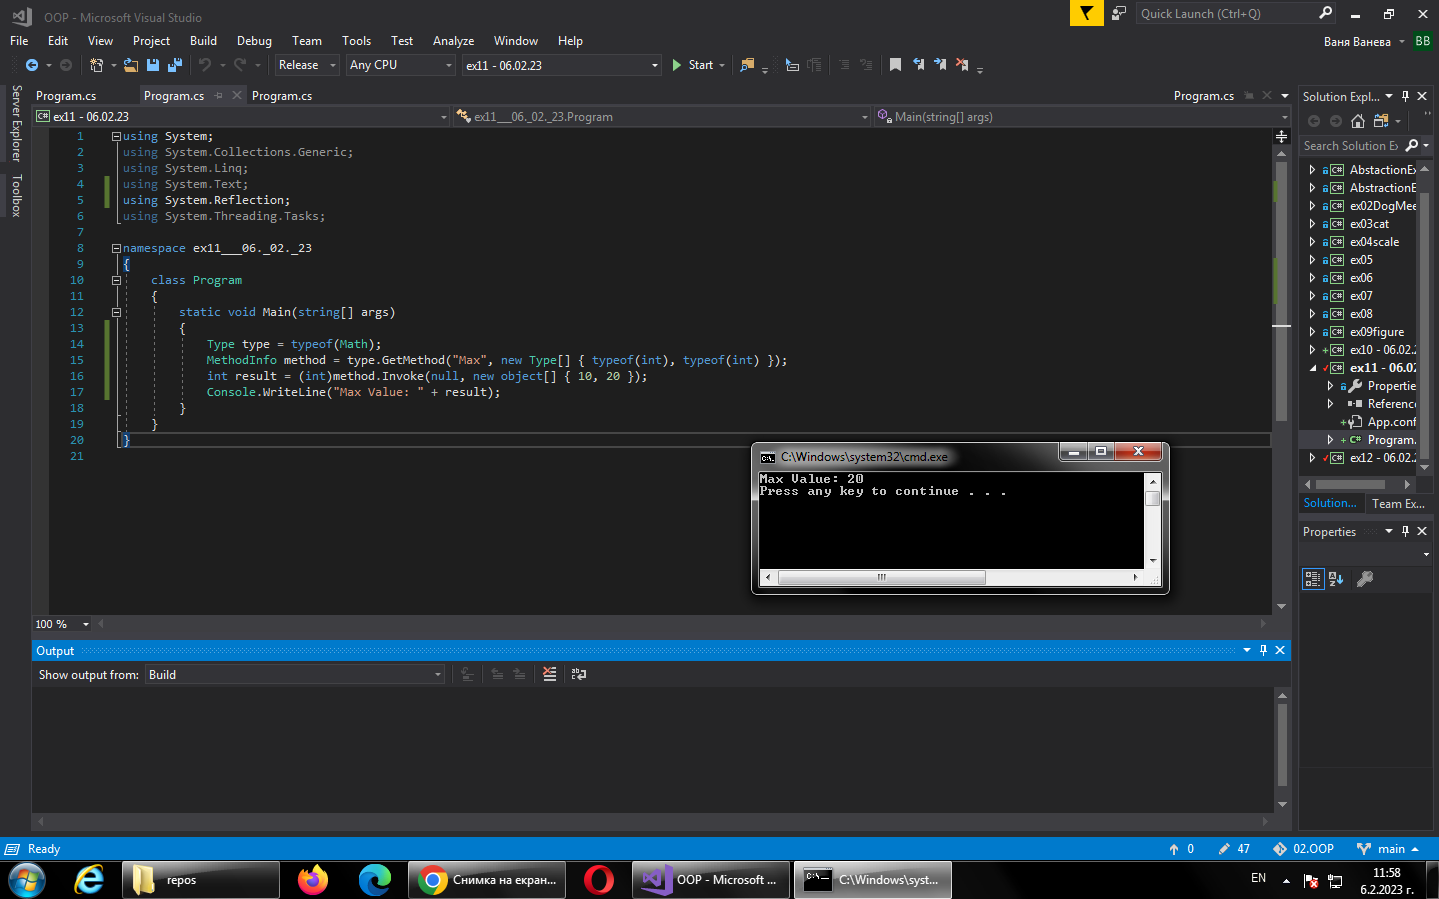 OOP - Microsoft Visual Studio
Quick Launch (Ctrl+Q)
File Edit View Project Build Debug Team Tools Test Analyze Window Help
Ваня Ванева BB
Release Any CPU ex11 - 06.02.23 Start
Server Explorer
Toolbox
Program.cs Program.cs Program.cs Program.cs
ex11 - 06.02.23 ex11___06._02._23.Program Main(string[] args)
1 using System;
2 using System.Collections.Generic;
3 using System.Linq;
4 using System.Text;
5 using System.Reflection;
6 using System.Threading.Tasks;
7
8 namespace ex11___06._02._23
9 {
10 class Program
11 {
12 static void Main(string[] args)
13 {
14 Type type = typeof(Math);
15 MethodInfo method = type.GetMethod("Max", new Type[] { typeof(int), typeof(int) });
16 int result = (int)method.Invoke(null, new object[] { 10, 20 });
17 Console.WriteLine("Max Value: " + result);
18 }
19 }
20 }
21
C:\Windows\system32\cmd.exe
Max Value: 20
Press any key to continue . . .
100 %
Output
Show output from: Build
Solution Expl...
Search Solution Ex
AbstactionEx
AbstractionE
ex02DogMee
ex03cat
ex04scale
ex05
ex06
ex07
ex08
ex09figure
ex10 - 06.02.2
ex11 - 06.02
Propertie
Referenc
App.conf
Program.
ex12 - 06.02.2
Solution... Team Ex...
Properties
Ready
0 47 02.OOP main
repos
Снимка на екран...
OOP - Microsoft ...
C:\Windows\syst...
EN
11:58
6.2.2023 г.